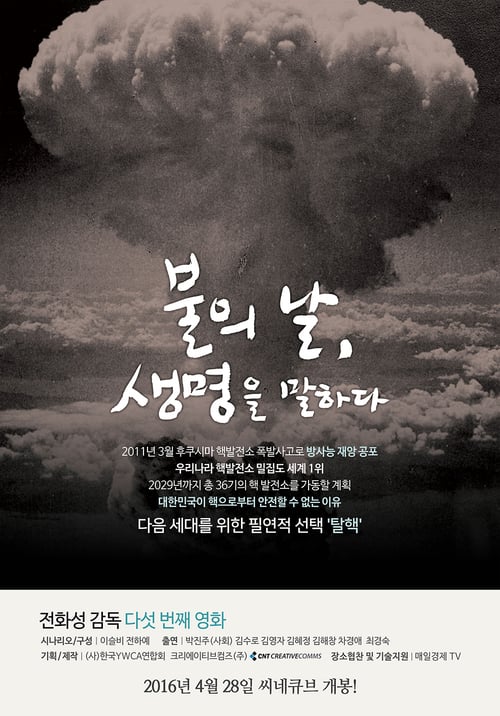 불의 날,
생명을 말하다
2011년 3월 후쿠시마 핵발전소 폭발사고로 방사능 재앙 공포
우리나라 핵발전소 밀집도 세계 1위
2029년까지 총 36기의 핵 발전소를 가동할 계획
대한민국이 핵으로부터 안전할 수 없는 이유
다음 세대를 위한 필연적 선택 '탈핵'
전화성 감독 다섯 번째 영화
시나리오/구성 | 이슬비 전하예 출연 | 박진주(사회) 김수로 김영자 김혜정 김해창 차경애 최경숙
기획/제작 | (사)한국YWCA연합회 크리에이티브컴즈(주) CNT CREATIVECOMMS 장소협찬 및 기술지원 | 매일경제 TV
2016년 4월 28일 씨네큐브 개봉!